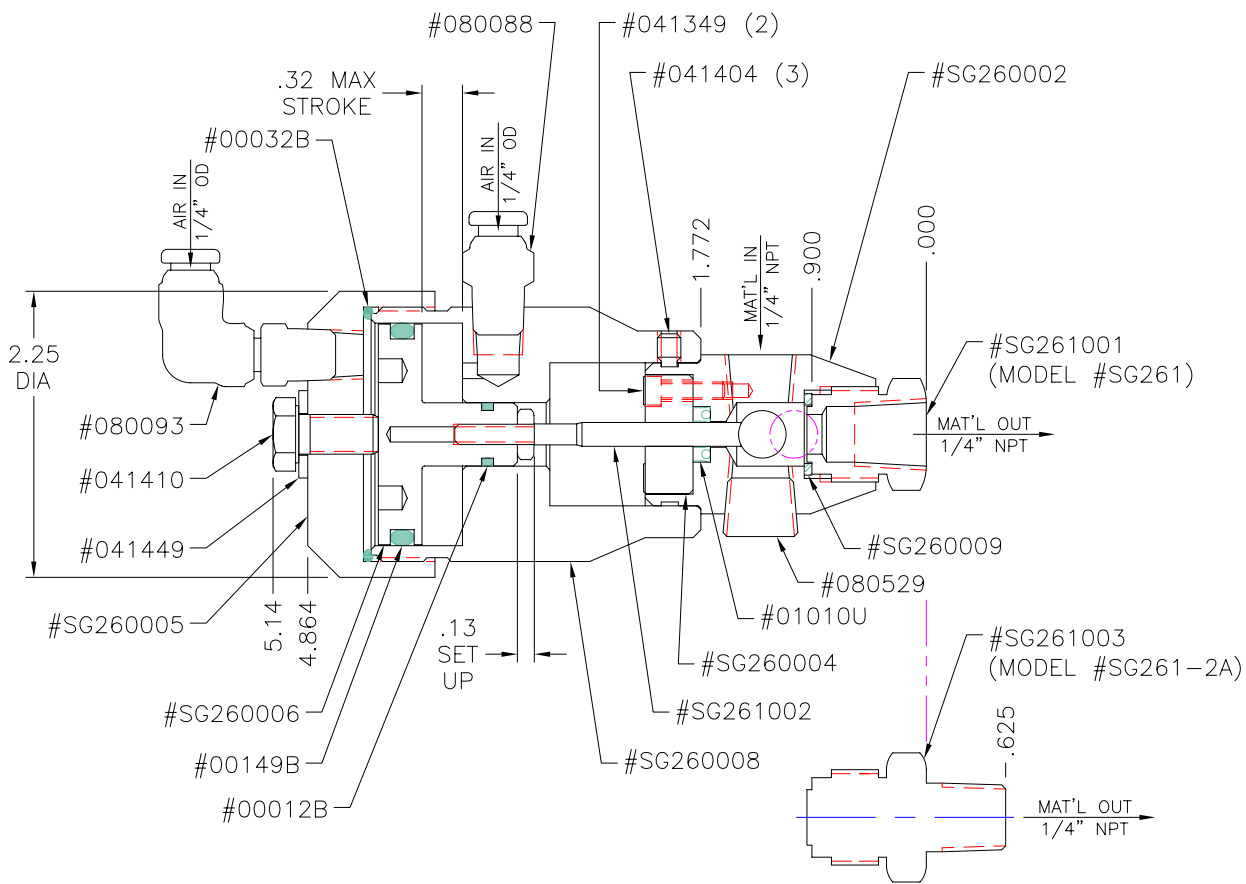 #080088
#041349 (2)
#041404 (3)
#SG260002
.32 MAX
STROKE
#00032B
AIR IN
1/4" OD
AIR IN
1/4" OD
1.772
MAT'L IN
1/4" NPT
.900
.000
2.25
DIA
#SG261001
(MODEL #SG261)
MAT'L OUT
1/4" NPT
#080093
#041410
#041449
#SG260005
5.14
4.864
.13
SET
UP
#SG260009
#080529
#01010U
#SG260004
#SG261002
#SG260008
#SG260006
#00149B
#00012B
#SG261003
(MODEL #SG261-2A)
.625
MAT'L OUT
1/4" NPT